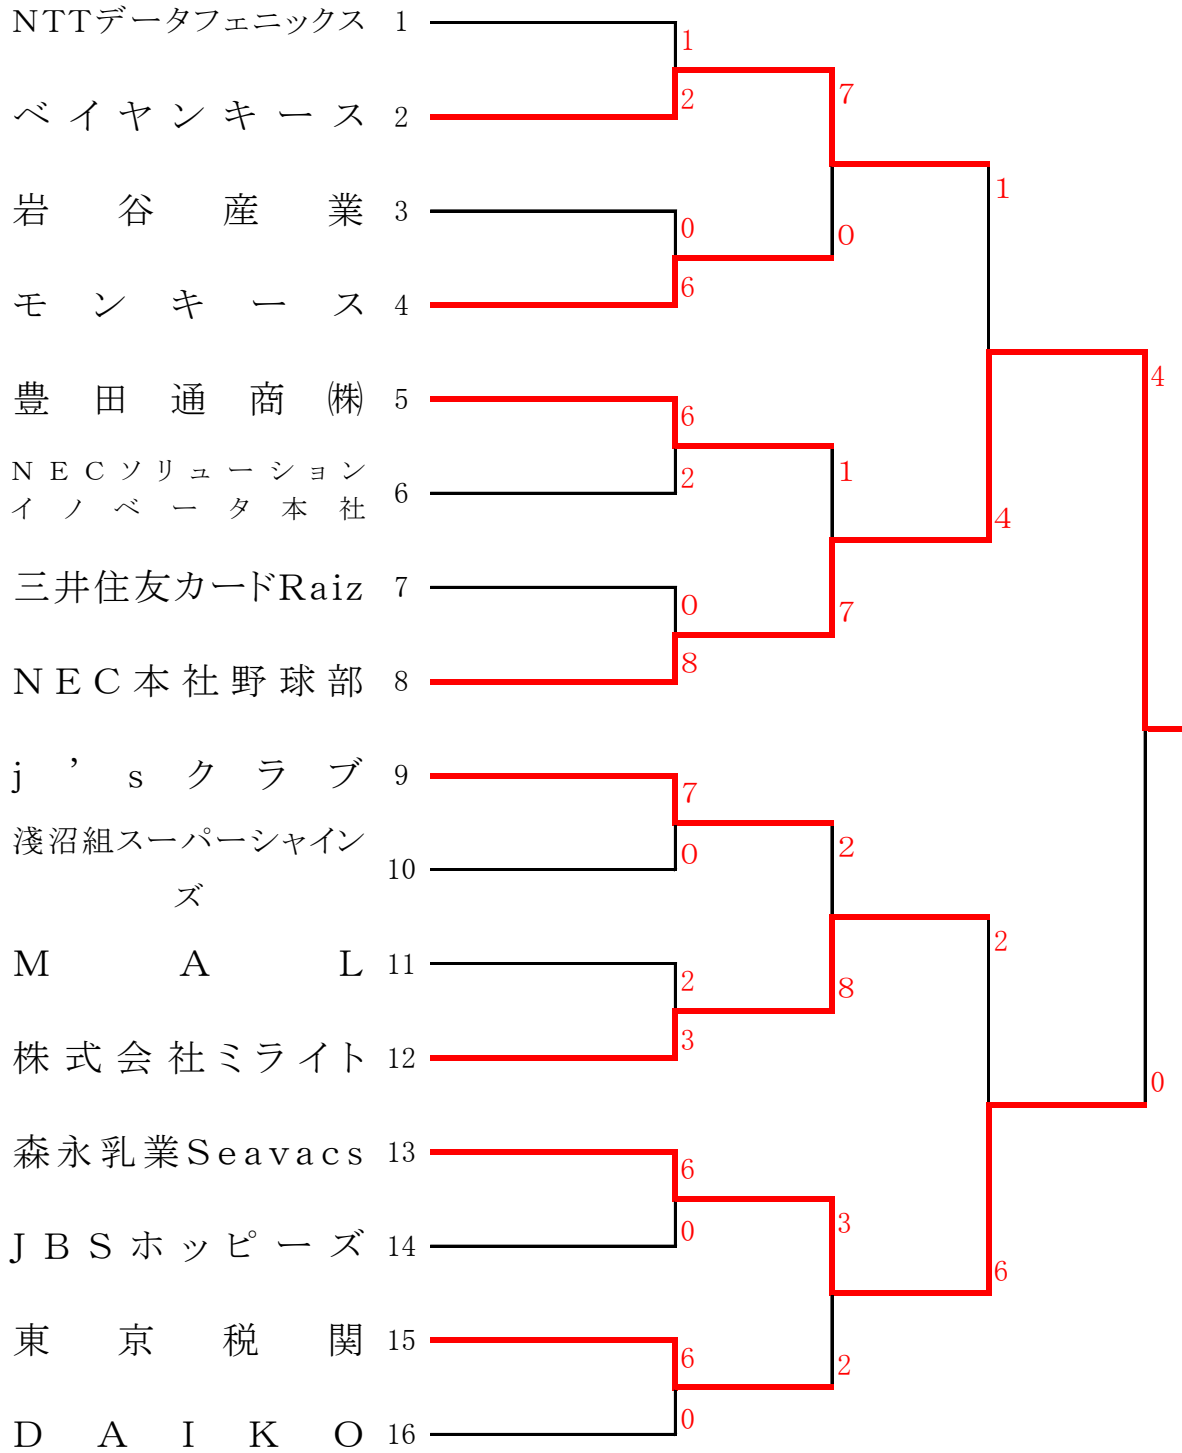 NTTデータフェニックス 1
ベイヤンキース 2
岩谷産業 3
モンキース 4
豊田通商㈱ 5
NECソリューション
イノベータ本社 6
三井住友カードRaiz 7
NEC本社野球部 8
j’sクラブ 9
淺沼組スーパーシャイン
ズ 10
MAL 11
株式会社ミライト 12
森永乳業Seavacs 13
JBSホッピーズ 14
東京税関 15
DAIKO 16
1
2
0
6
6
2
0
8
7
0
2
3
6
0
6
0
7
0
1
7
2
8
3
2
1
4
2
6
4
0